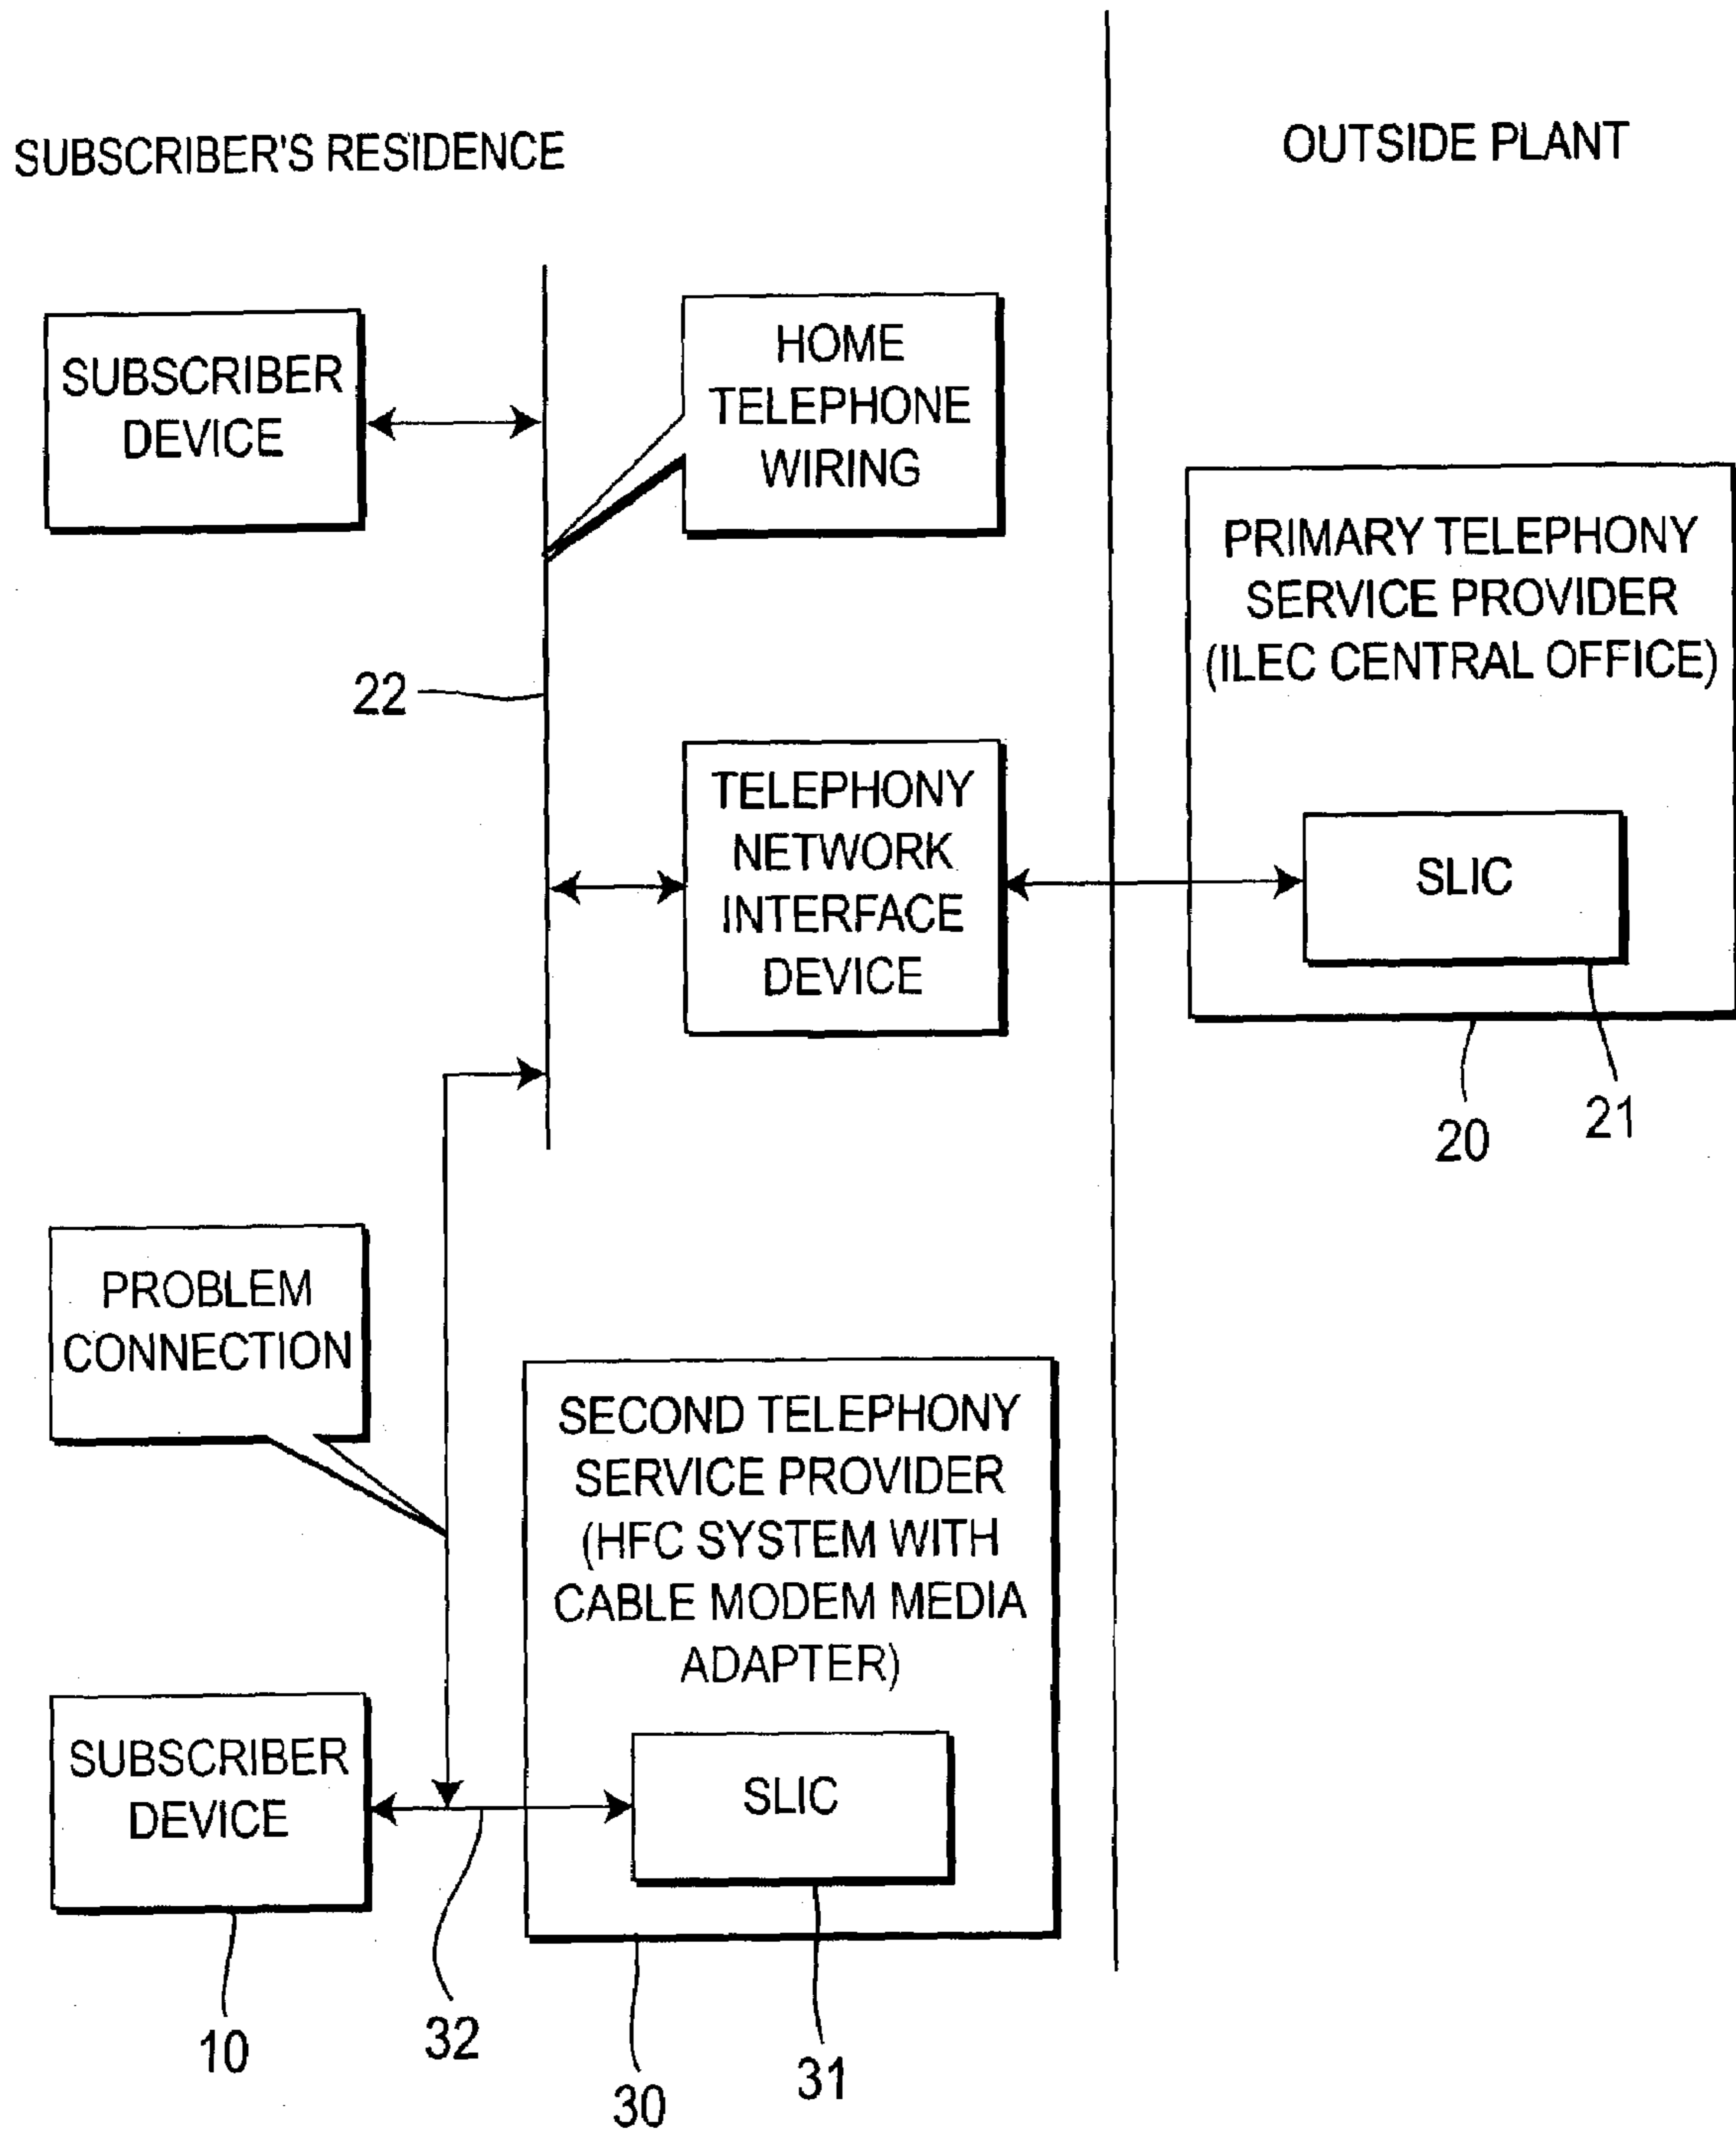 SUBSCRIBER'S RESIDENCE
OUTSIDE PLANT
SUBSCRIBER
DEVICE
HOME
TELEPHONE
WIRING
PRIMARY TELEPHONY
SERVICE PROVIDER
(ILEC CENTRAL OFFICE)
22
TELEPHONY
NETWORK
INTERFACE
DEVICE
SLIC
21
20
PROBLEM
CONNECTION
SECOND TELEPHONY
SERVICE PROVIDER
(HFC SYSTEM WITH
CABLE MODEM MEDIA
ADAPTER)
SUBSCRIBER
DEVICE
SLIC
10
32
30
31